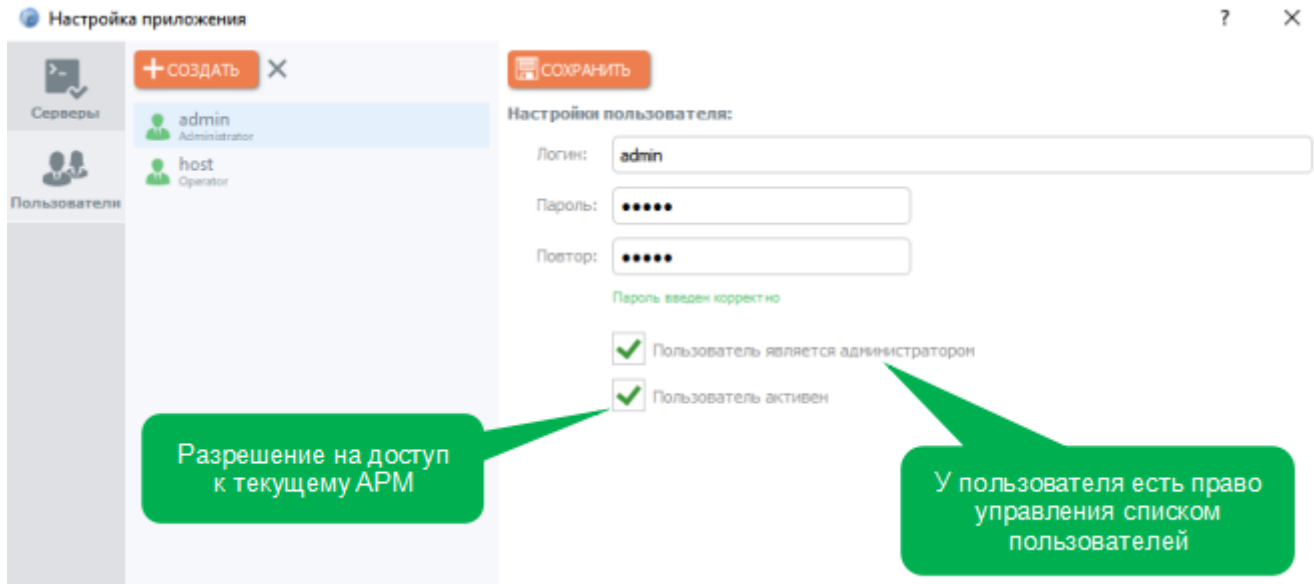 Настройка приложения
?
СОЗДАТЬ
СОХРАНИТЬ
Серверы
Пользователи
admin
Administrator
host
Operator
Настройки пользователя:
Логин: admin
Пароль: •••••
Повтор: •••••
Пароль введен корректно
Пользователь является администратором
Пользователь активен
Разрешение на доступ
к текущему АРМ
У пользователя есть право
управления списком
пользователей